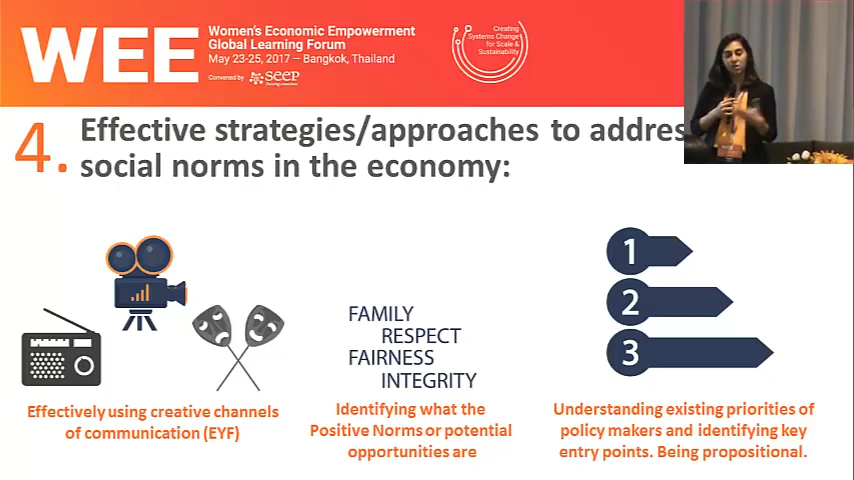 WEE
Women's Economic Empowerment
Global Learning Forum
May 23-25, 2017 – Bangkok, Thailand
Convened by SEEP
Creating
Systems Change
for Scale &
Sustainability
4. Effective strategies/approaches to addres
social norms in the economy:
FAMILY
RESPECT
FAIRNESS
INTEGRITY
1
2
3
Effectively using creative channels
of communication (EYF)
Identifying what the
Positive Norms or potential
opportunities are
Understanding existing priorities of
policy makers and identifying key
entry points. Being propositional.